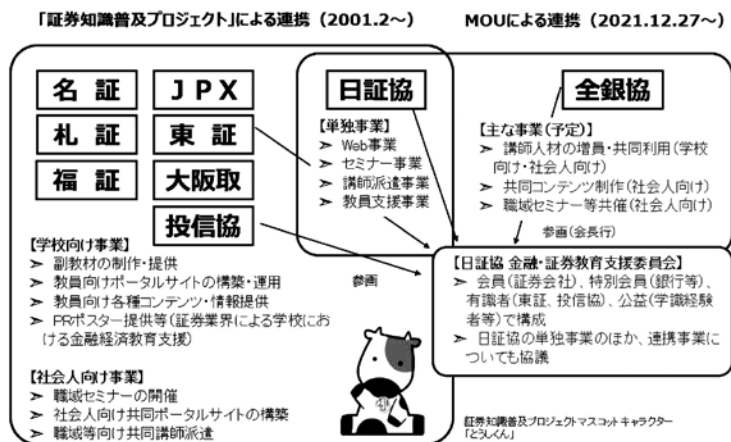 「証券知識普及プロジェクト」による連携（2001.2～）
MOUによる連携（2021.12.27～）
名　証
ＪＰＸ
札　証
東　証
福　証
大阪取
投信協
【学校向け事業】
➢ 副教材の制作・提供
➢ 教員向けポータルサイトの構築・運用
➢ 教員向け各種コンテンツ・情報提供
➢ PRポスター提供等（証券業界による学校にお
ける金融経済教育支援）
【社会人向け事業】
➢ 職域セミナーの開催
➢ 社会人向け共同ポータルサイトの構築
➢ 職域等向け共同講師派遣
日証協
【単独事業】
➢ Web事業
➢ セミナー事業
➢ 講師派遣事業
➢ 教員支援事業
参画
全銀協
【主な事業（予定）】
➢ 講師人材の増員・共同利用（学校
向け・社会人向け）
➢ 共同コンテンツ制作（社会人向け）
➢ 職域セミナー等共催（社会人向け）
参画（会長行）
【日証協 金融・証券教育支援委員会】
➢ 会員（証券会社）、特別会員（銀行等）、
有識者（東証、投信協）、公益（学識経験
者等）で構成
➢ 日証協の単独事業のほか、連携事業に
ついても協議
証券知識普及プロジェクトマスコットキャラクター
「とうしくん」